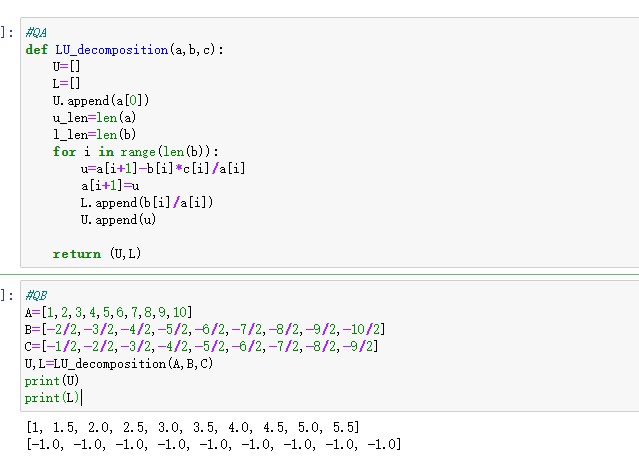 ]: #QA
def LU_decomposition(a,b,c):
    U=[]
    L=[]
    U.append(a[0])
    u_len=len(a)
    l_len=len(b)
    for i in range(len(b)):
        u=a[i+1]-b[i]*c[i]/a[i]
        a[i+1]=u
        L.append(b[i]/a[i])
        U.append(u)
    return (U,L)
]: #QB
A=[1,2,3,4,5,6,7,8,9,10]
B=[-2/2,-3/2,-4/2,-5/2,-6/2,-7/2,-8/2,-9/2,-10/2]
C=[-1/2,-2/2,-3/2,-4/2,-5/2,-6/2,-7/2,-8/2,-9/2]
U,L=LU_decomposition(A,B,C)
print(U)
print(L)
[1, 1.5, 2.0, 2.5, 3.0, 3.5, 4.0, 4.5, 5.0, 5.5]
[-1.0, -1.0, -1.0, -1.0, -1.0, -1.0, -1.0, -1.0, -1.0]